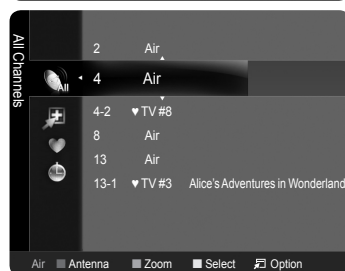 All Channels
2 Air
All
4 Air
4-2 ♥ TV #8
8 Air
13 Air
13-1 ♥ TV #3 Alice's Adventures in Wonderland
Air Antenna Zoom Select Option